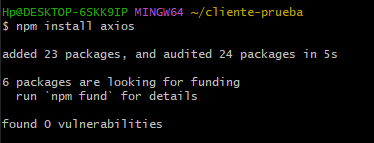 Hp@DESKTOP-6SKK9IP MINGW64 ~/cliente-prueba
$ npm install axios
added 23 packages, and audited 24 packages in 5s
6 packages are looking for funding
run `npm fund` for details
found 0 vulnerabilities